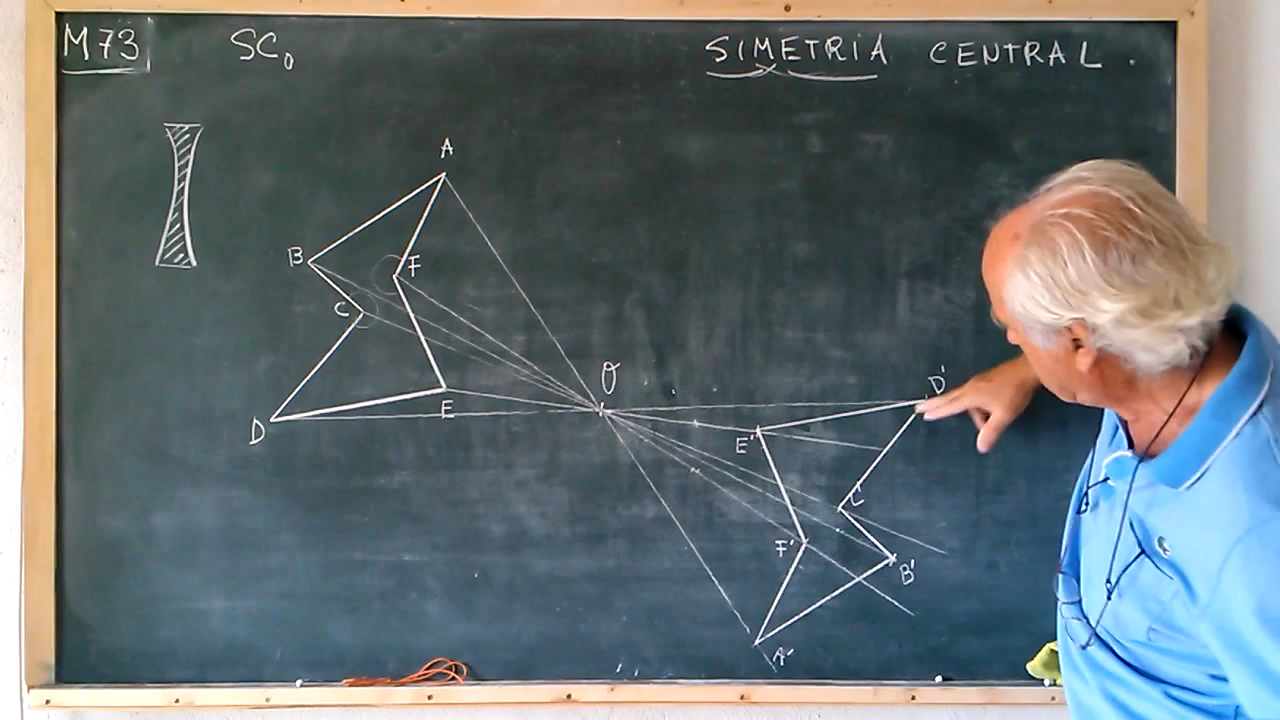 M73 SC₀ SIMETRIA CENTRAL.
A
B
F
C
O
D'
E
D
E'
C'
F'
B'
A'